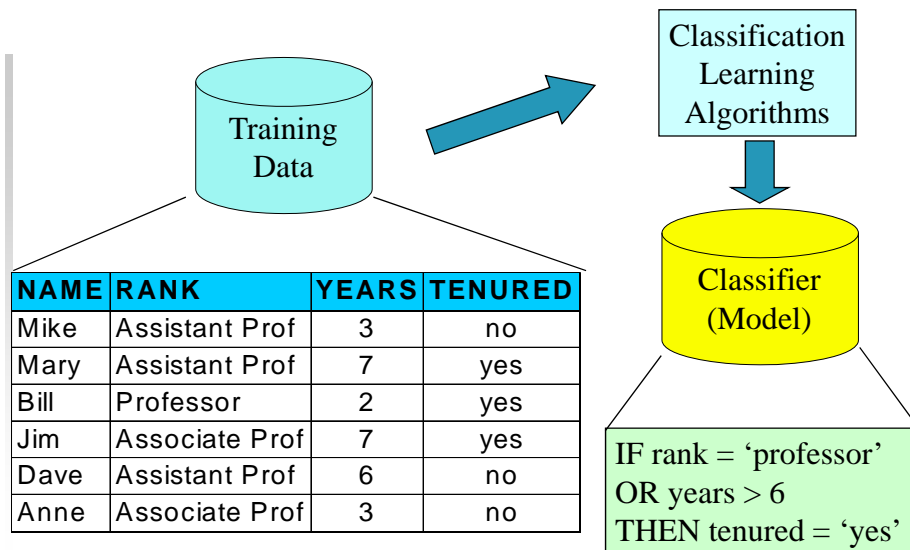 Classification
Learning
Algorithms
Training
Data
Classifier
(Model)
NAME RANK YEARS TENURED
Mike Assistant Prof 3 no
Mary Assistant Prof 7 yes
Bill Professor 2 yes
Jim Associate Prof 7 yes
Dave Assistant Prof 6 no
Anne Associate Prof 3 no
IF rank = ‘professor’
OR years > 6
THEN tenured = ‘yes’